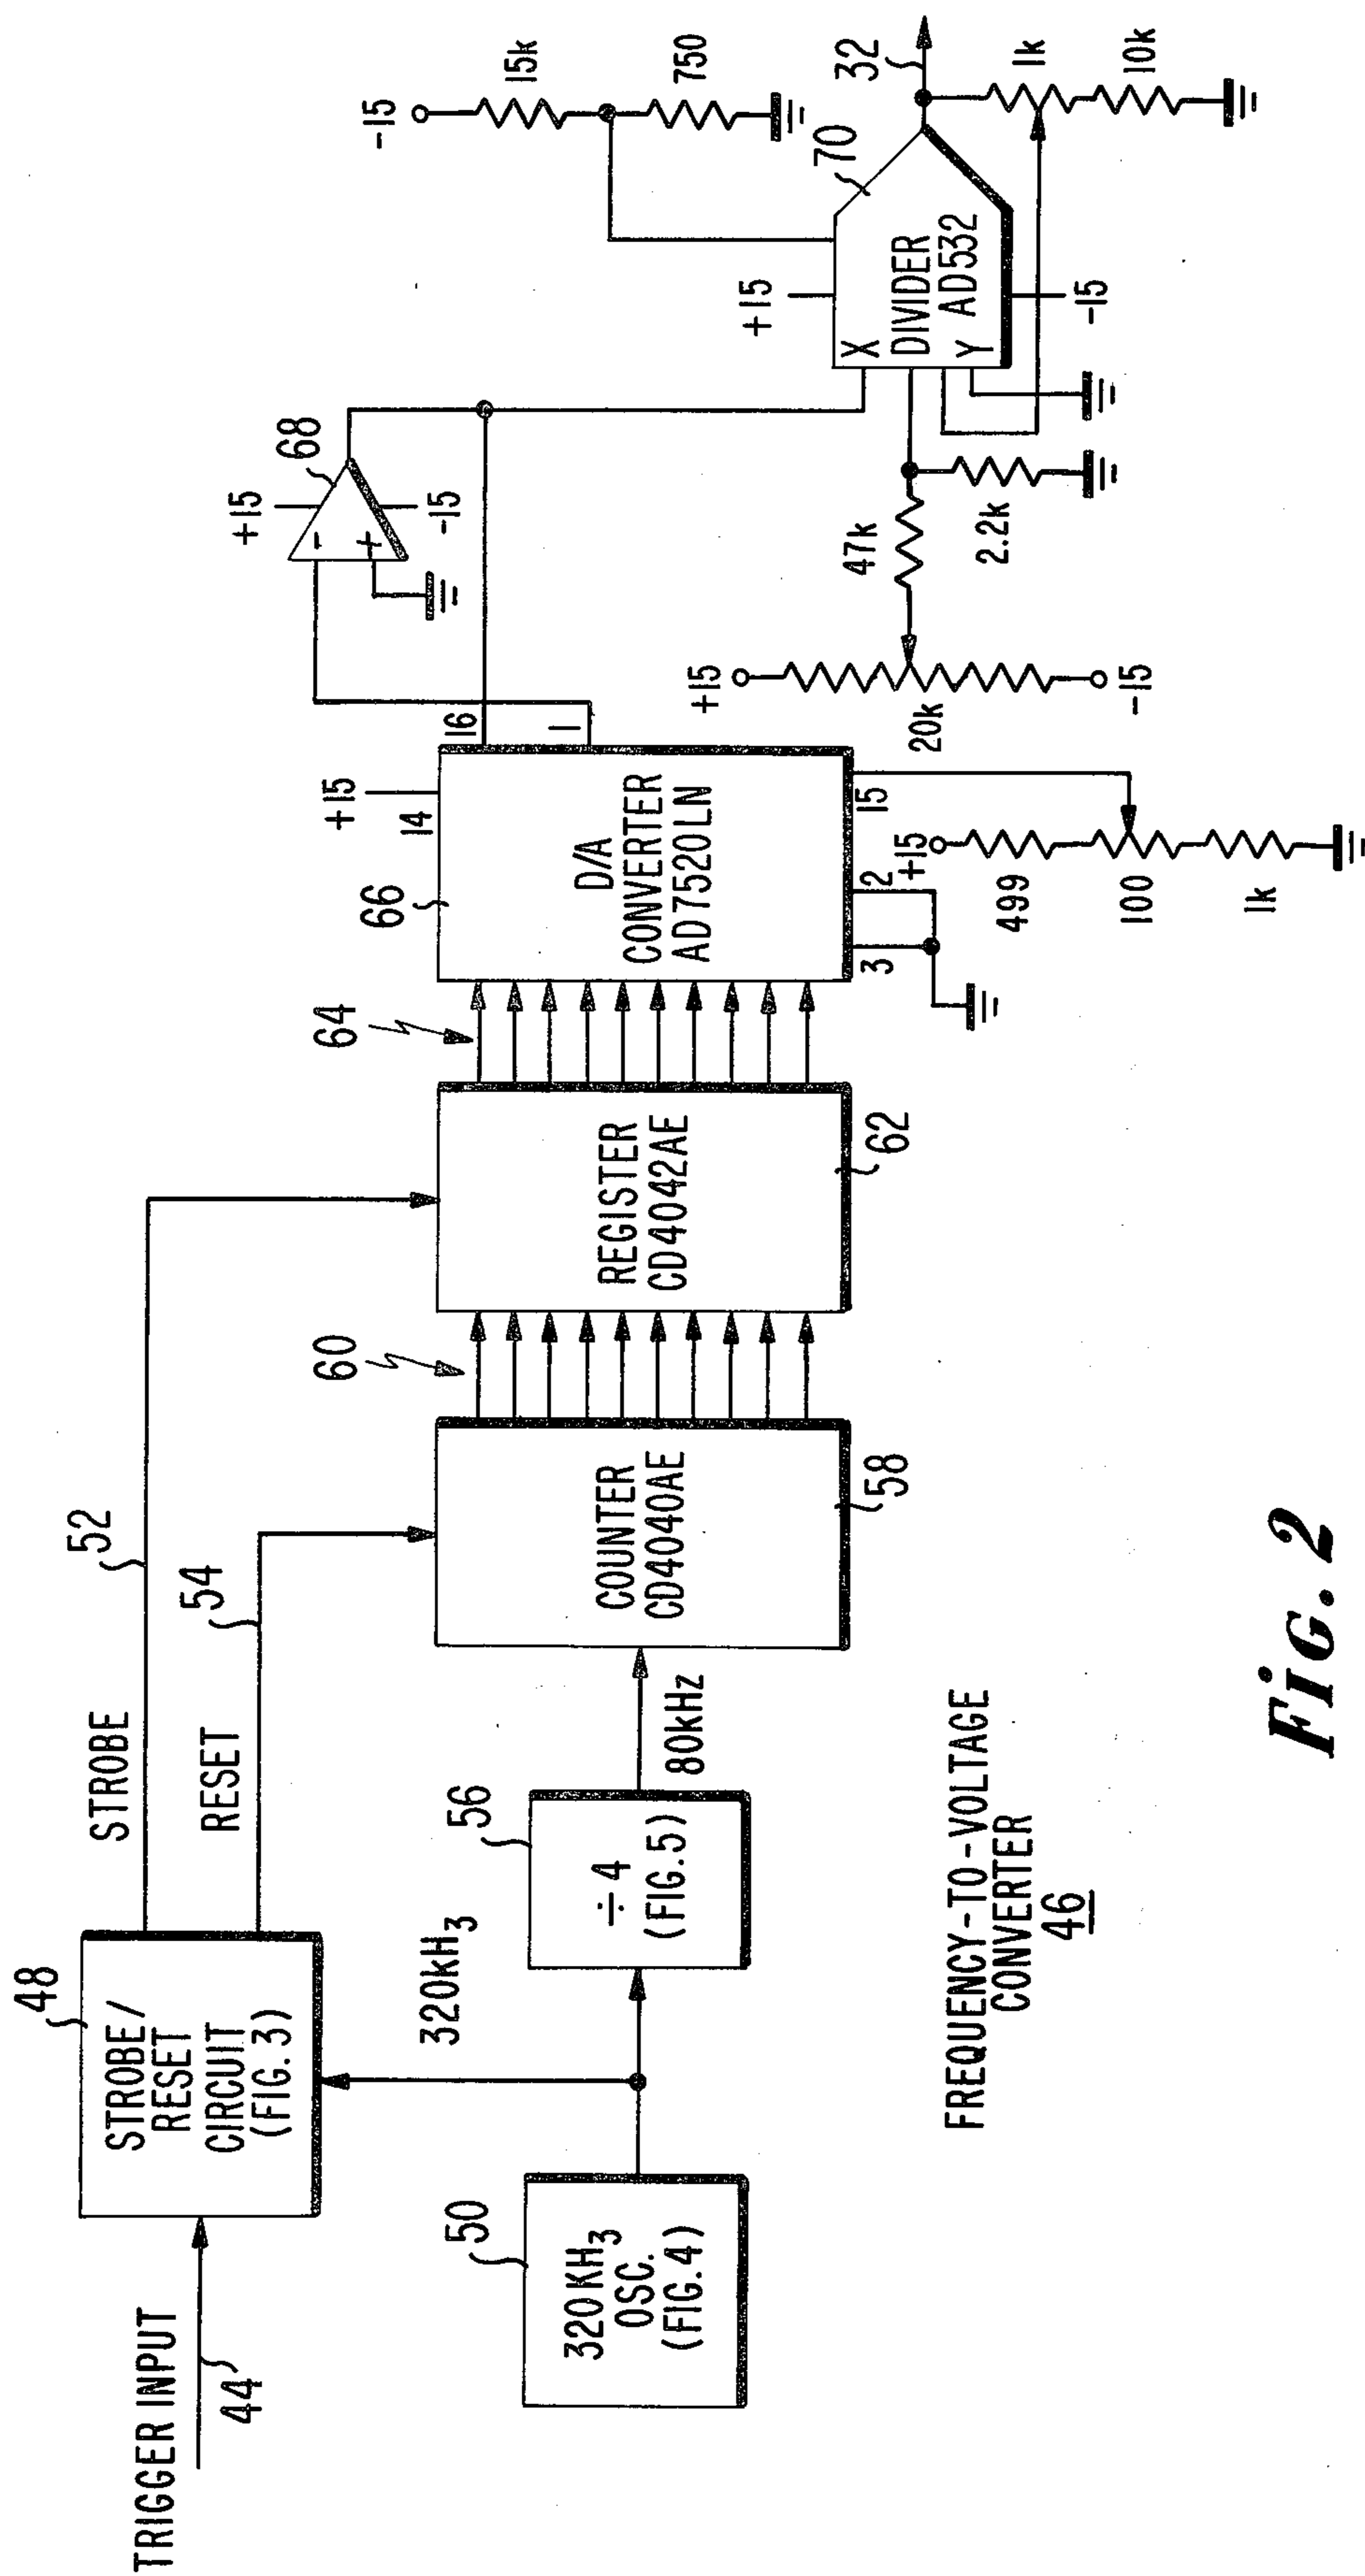 TRIGGER INPUT
44
48
STROBE/
RESET
CIRCUIT
(FIG. 3)
STROBE
52
RESET
54
50
320KH3
OSC.
(FIG. 4)
320kH3
56
÷4
(FIG. 5)
80kHz
COUNTER
CD4040AE
58
60
REGISTER
CD4042AE
62
64
66
+15
14
D/A
CONVERTER
AD7520LN
16
1
3
2
15
+15
499
100
1k
+15
68
-
+
-15
+15
20k
-15
47k
2.2k
+15
X
DIVIDER
AD532
Y
-15
70
-15
15k
750
32
1k
10k
FREQUENCY-TO-VOLTAGE
CONVERTER
46
FIG. 2